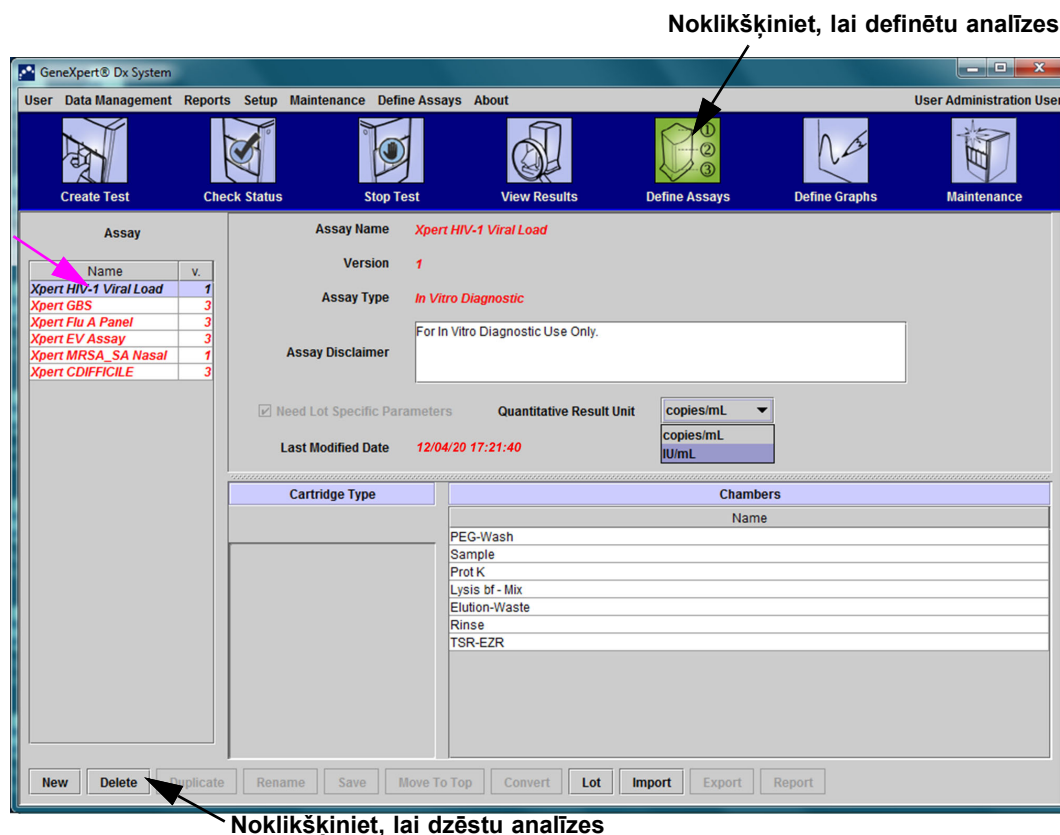 Noklikšķiniet, lai definētu analīzes
GeneXpert® Dx System
User Data Management Reports Setup Maintenance Define Assays About User Administration User
Create Test Check Status Stop Test View Results Define Assays Define Graphs Maintenance
1
2
3
Assay
Name v.
Xpert HIV-1 Viral Load 1
Xpert GBS 3
Xpert Flu A Panel 3
Xpert EV Assay 3
Xpert MRSA_SA Nasal 1
Xpert CDIFFICILE 3
Assay Name Xpert HIV-1 Viral Load
Version 1
Assay Type In Vitro Diagnostic
Assay Disclaimer For In Vitro Diagnostic Use Only.
Need Lot Specific Parameters Quantitative Result Unit copies/mL
copies/mL
IU/mL
Last Modified Date 12/04/20 17:21:40
Cartridge Type Chambers
Name
PEG-Wash
Sample
Prot K
Lysis bf - Mix
Elution-Waste
Rinse
TSR-EZR
New Delete Duplicate Rename Save Move To Top Convert Lot Import Export Report
Noklikšķiniet, lai dzēstu analīzes